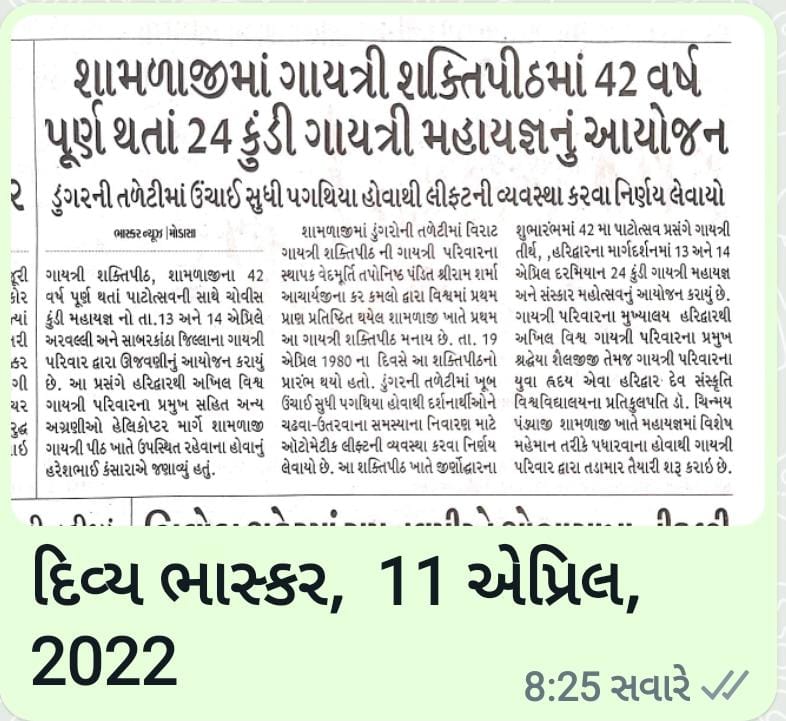 શામળાજીમાં ગાયત્રી શક્તિપીઠમાં 42 વર્ષ
પૂર્ણ થતાં 24 કુંડી ગાયત્રી મહાયજ્ઞનું આયોજન
ડુંગરની તળેટીમાં ઉંચાઈ સુધી પગથિયા હોવાથી લીફ્ટની વ્યવસ્થા કરવા નિર્ણય લેવાયો
ભાસ્કર ન્યૂઝ | મોડાસા
ગાયત્રી શક્તિપીઠ, શામળાજીના 42
વર્ષ પૂર્ણ થતાં પાટોત્સવની સાથે ચોવીસ
કુંડી મહાયજ્ઞ નો તા.13 અને 14 એપ્રિલે
અરવલ્લી અને સાબરકાંઠા જિલ્લાના ગાયત્રી
પરિવાર દ્વારા ઊજવણીનું આયોજન કરાયું
છે. આ પ્રસંગે હરિદ્વારથી અખિલ વિશ્વ
ગાયત્રી પરિવારના પ્રમુખ સહિત અન્ય
અગ્રણીઓ હેલિકોપ્ટર માર્ગે શામળાજી
ગાયત્રી પીઠ ખાતે ઉપસ્થિત રહેવાના હોવાનું
હરેશભાઈ કંસારાએ જણાવ્યું હતું.
શામળાજીમાં ડુંગરોની તળેટીમાં વિરાટ
ગાયત્રી શક્તિપીઠ ની ગાયત્રી પરિવારના
સ્થાપક વેદમૂર્તિ તપોનિષ્ઠ પંડિત શ્રીરામ શર્મા
આચાર્યજીના કર કમલો દ્વારા વિશ્વમાં પ્રથમ
પ્રાણ પ્રતિષ્ઠિત થયેલ શામળાજી ખાતે પ્રથમ
આ ગાયત્રી શક્તિપીઠ મનાય છે. તા. 19
એપ્રિલ 1980 ના દિવસે આ શક્તિપીઠનો
પ્રારંભ થયો હતો. ડુંગરની તળેટીમાં ખૂબ
ઉંચાઈ સુધી પગથિયા હોવાથી દર્શનાર્થીઓને
ચઢવા-ઉતરવાના સમસ્યાના નિવારણ માટે
ઓટોમેટીક લીફ્ટની વ્યવસ્થા કરવા નિર્ણય
લેવાયો છે. આ શક્તિપીઠ ખાતે જીર્ણોદ્ધારના
શુભારંભમાં 42 મા પાટોત્સવ પ્રસંગે ગાયત્રી
તીર્થ, ,હરિદ્વારના માર્ગદર્શનમાં 13 અને 14
એપ્રિલ દરમિયાન 24 કુંડી ગાયત્રી મહાયજ્ઞ
અને સંસ્કાર મહોત્સવનું આયોજન કરાયું છે.
ગાયત્રી પરિવારના મુખ્યાલય હરિદ્વારથી
અખિલ વિશ્વ ગાયત્રી પરિવારના પ્રમુખ
શ્રદ્ધેયા શૈલજીજી તેમજ ગાયત્રી પરિવારના
યુવા હૃદય એવા હરિદ્વાર દેવ સંસ્કૃતિ
વિશ્વવિદ્યાલયના પ્રતિકુલપતિ ડૉ. ચિન્મય
પંડ્યાજી શામળાજી ખાતે મહાયજ્ઞમાં વિશેષ
મહેમાન તરીકે પધારવાના હોવાથી ગાયત્રી
પરિવાર દ્વારા તડામાર તૈયારી શરૂ કરાઇ છે.
દિવ્ય ભાસ્કર, 11 એપ્રિલ,
2022
8:25 સવારે